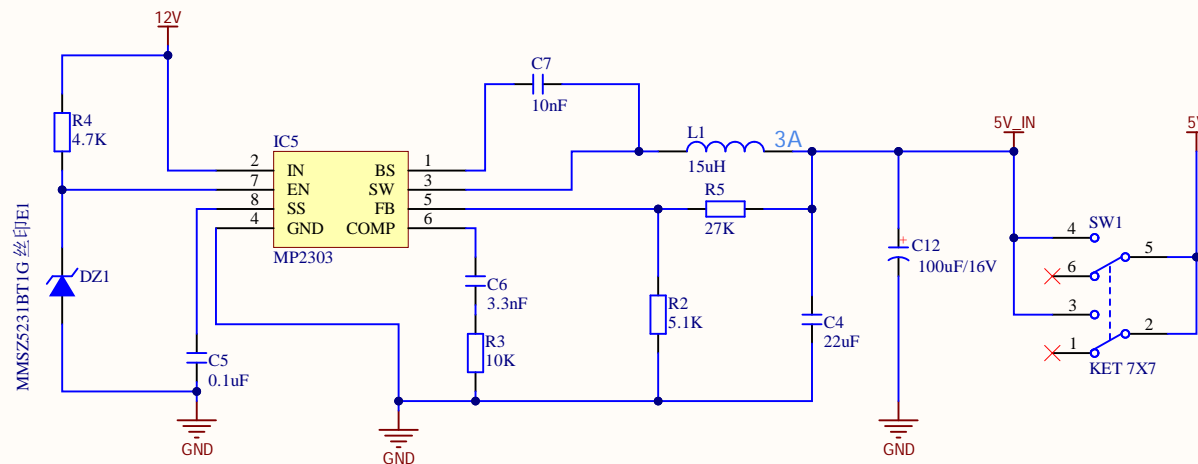 12V
C7
10nF
R4
4.7K
IC5
L1
3A
15uH
5V_IN
5V
2 IN BS 1
7 EN SW 3
8 SS FB 5
4 GND COMP 6
MP2303
R5
27K
MMSZ5231BT1G 丝印E1
DZ1
C6
3.3nF
R3
10K
R2
5.1K
C4
22uF
C12
100uF/16V
+
C5
0.1uF
SW1
4
5
6
3
2
1
KET 7X7
GND
GND
GND